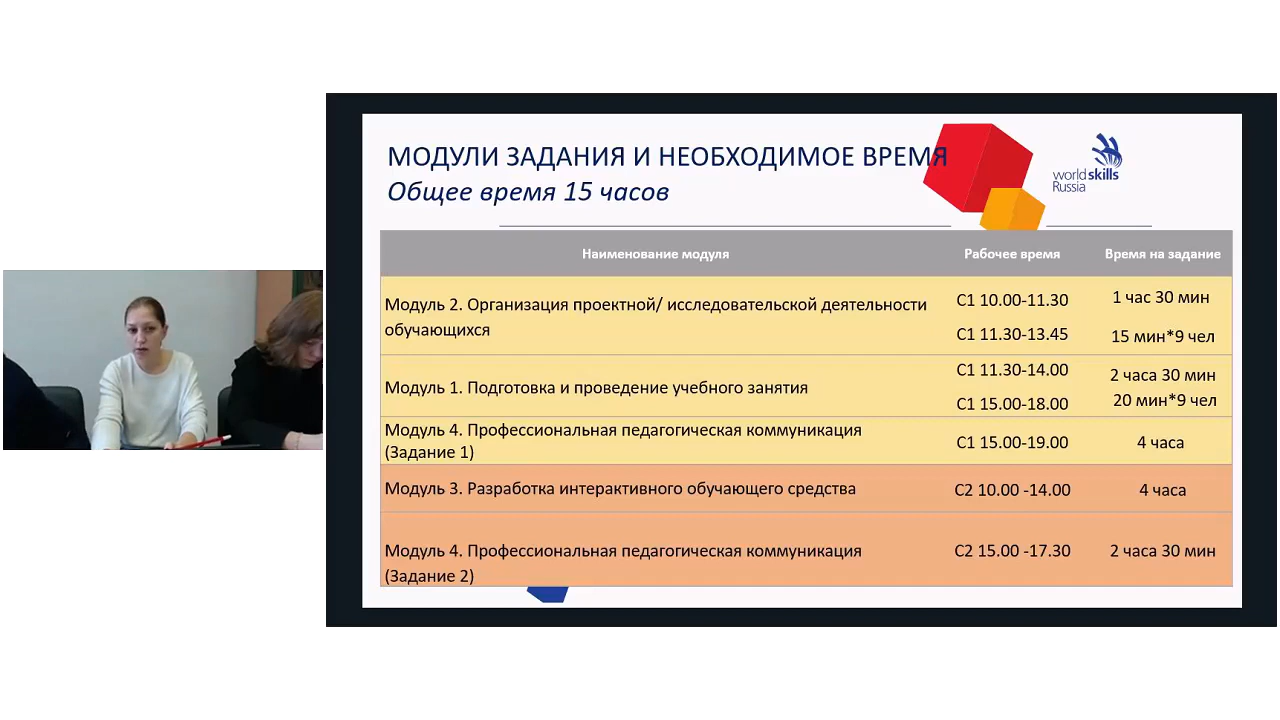 МОДУЛИ ЗАДАНИЯ И НЕОБХОДИМОЕ ВРЕМЯ
Общее время 15 часов
worldskills
Russia
Наименование модуля Рабочее время Время на задание
Модуль 2. Организация проектной/ исследовательской деятельности
обучающихся
С1 10.00-11.30 1 час 30 мин
С1 11.30-13.45 15 мин*9 чел
Модуль 1. Подготовка и проведение учебного занятия
С1 11.30-14.00 2 часа 30 мин
С1 15.00-18.00 20 мин*9 чел
Модуль 4. Профессиональная педагогическая коммуникация
(Задание 1)
С1 15.00-19.00 4 часа
Модуль 3. Разработка интерактивного обучающего средства С2 10.00 -14.00 4 часа
Модуль 4. Профессиональная педагогическая коммуникация
(Задание 2)
С2 15.00 -17.30 2 часа 30 мин